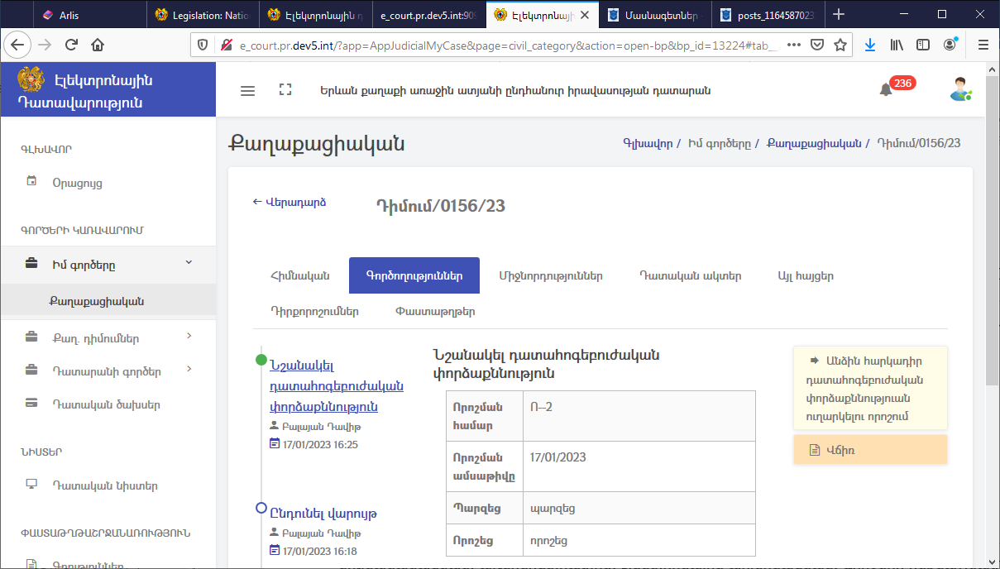 Arlis
Legislation: Natio
Էլեկտրոնային դ
e_court.pr.dev5.int:909
Էլեկտրոնայի
Մասնագետներ
posts_1164587023
e_court.pr.dev5.int/?app=AppJudicialMyCase&page=civil_category&action=open-bp&bp_id=13224#tab_
Էլեկտրոնային
Դատավարություն
Երևան քաղաքի առաջին ատյանի ընդհանուր իրավասության դատարան
236
ԳԼԽԱՎՈՐ
Օրացույց
ԳՈՐԾԵՐԻ ԿԱՌԱՎԱՐՈՒՄ
Իմ գործերը
Քաղաքացիական
Քաղ. դիմումներ
Դատարանի գործեր
Դատական ծախսեր
ՆԻՍՏԵՐ
Դատական նիստեր
ՓԱՍՏԱԹՂԹԱՇՐՋԱՆԱՌՈՒԹՅՈՒՆ
Գրություններ
Քաղաքացիական
Գլխավոր / Իմ գործերը / Քաղաքացիական / Դիմում/0156/23
← Վերադարձ
Դիմում/0156/23
Հիմնական
Գործողություններ
Միջնորդություններ
Դատական ակտեր
Այլ հայցեր
Դիրքորոշումներ
Փաստաթղթեր
Նշանակել
դատահոգեբուժական
փորձաքննություն
Բալայան Դավիթ
17/01/2023 16:25
Ընդունել վարույթ
Բալայան Դավիթ
17/01/2023 16:18
Նշանակել դատահոգեբուժական
փորձաքննություն
Որոշման
համար
Ո--2
Որոշման
ամսաթիվը
17/01/2023
Պարզեց
պարզեց
Որոշեց
որոշեց
Անձին հարկադիր
դատահոգեբուժական
փորձաքննություան
ուղարկելու որոշում
Վճիռ